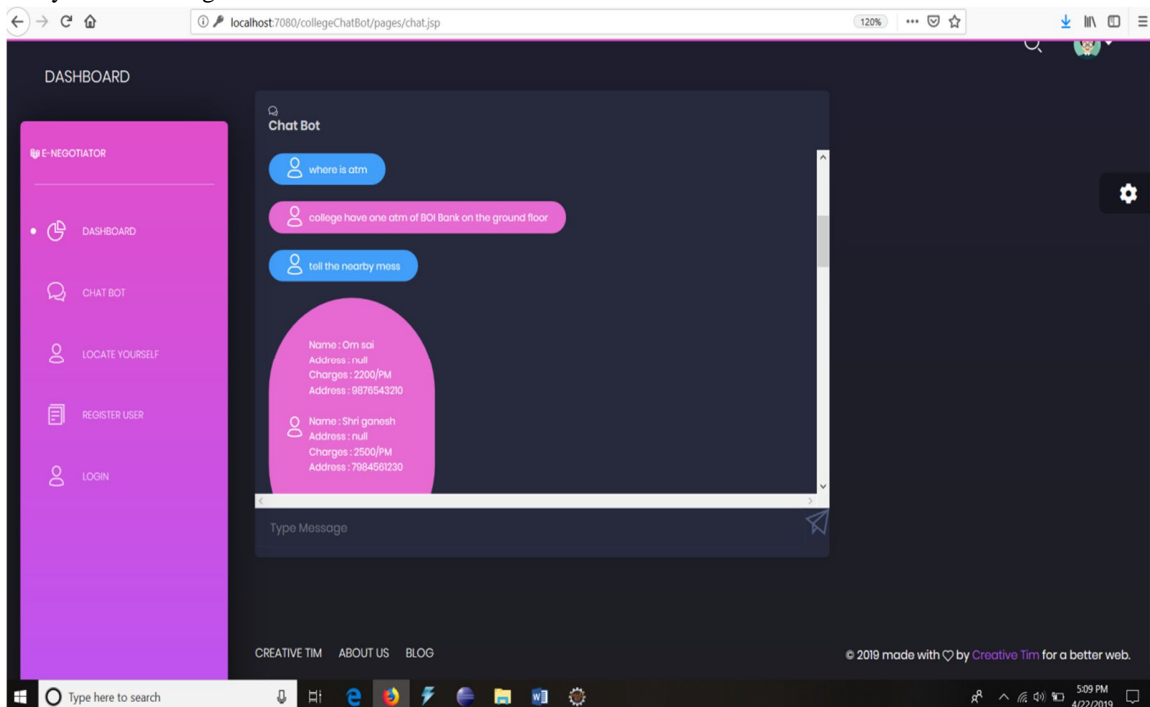 localhost:7080/collegeChatBot/pages/chat.jsp
120%
DASHBOARD
E-NEGOTIATOR
DASHBOARD
CHAT BOT
LOCATE YOURSELF
REGISTER USER
LOGIN
Chat Bot
where is atm
college have one atm of BOI Bank on the ground floor
tell the nearby mess
Name : Om sai
Address : null
Charges : 2200/PM
Address : 9876543210
Name : Shri ganesh
Address : null
Charges : 2500/PM
Address : 7984561230
Type Message
CREATIVE TIM ABOUT US BLOG
© 2019 made with ♡ by Creative Tim for a better web.
Type here to search
5:09 PM
4/22/2019